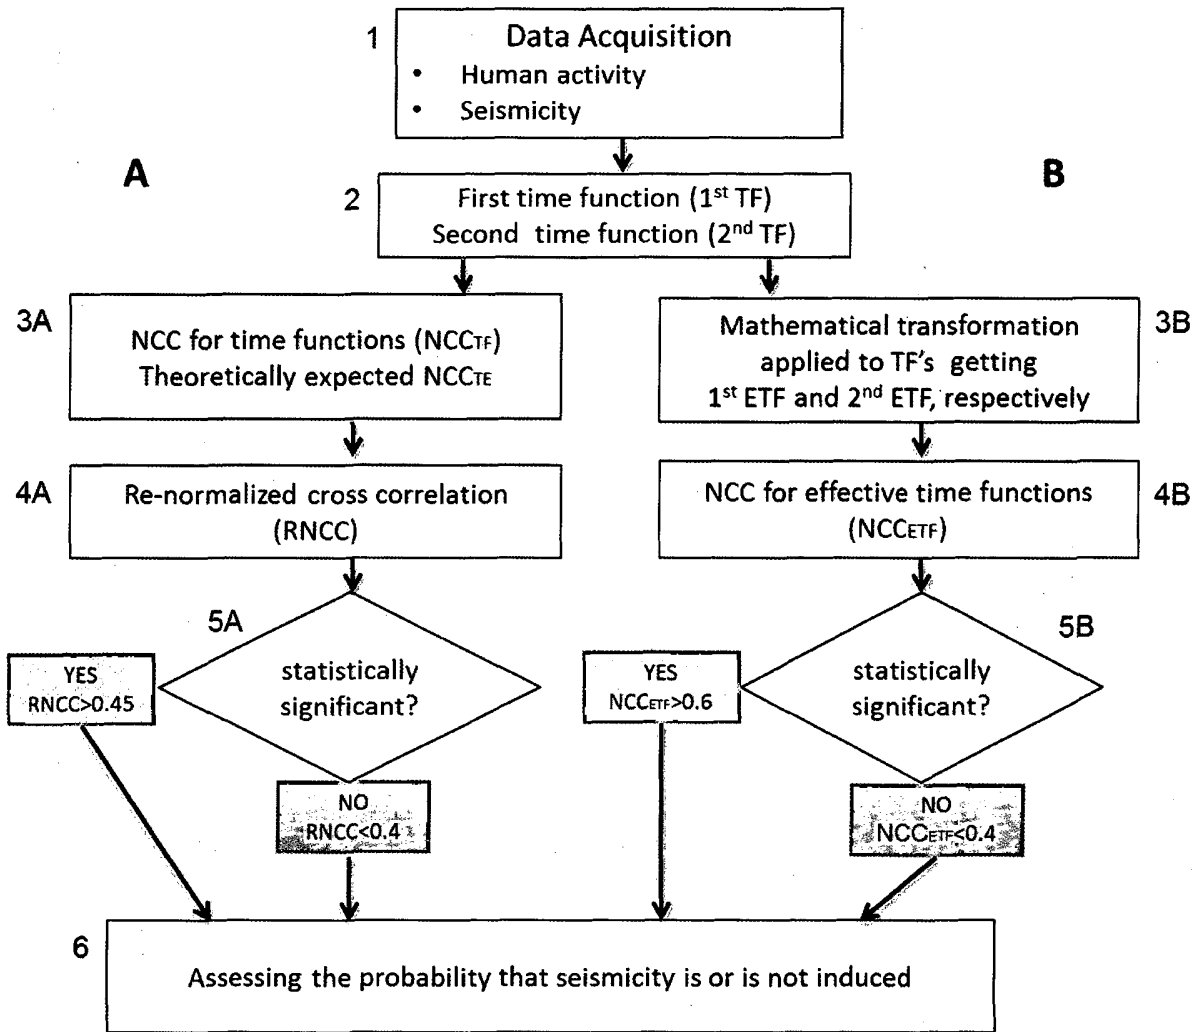 1
Data Acquisition
• Human activity
• Seismicity
A
B
2
First time function (1st TF)
Second time function (2nd TF)
3A
NCC for time functions (NCCTF)
Theoretically expected NCCTE
3B
Mathematical transformation
applied to TF's getting
1st ETF and 2nd ETF, respectively
4A
Re-normalized cross correlation
(RNCC)
4B
NCC for effective time functions
(NCCETF)
5A
statistically
significant?
YES
RNCC>0.45
NO
RNCC<0.4
5B
statistically
significant?
YES
NCCETF>0.6
NO
NCCETF<0.4
6
Assessing the probability that seismicity is or is not induced